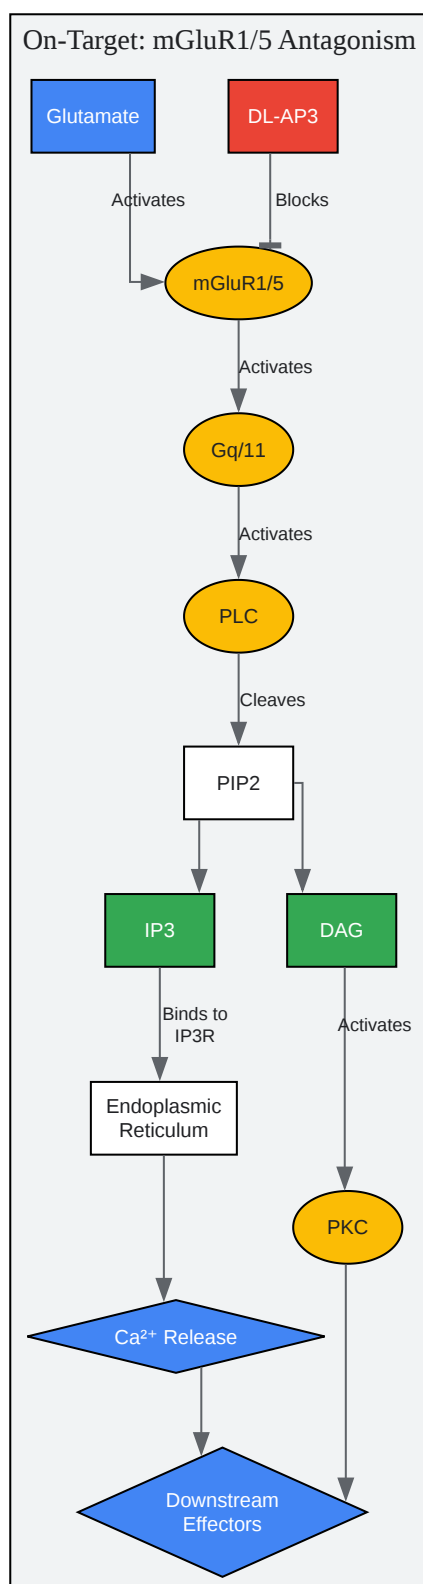 On-Target: mGluR1/5 Antagonism
Glutamate
DL-AP3
Activates
Blocks
mGluR1/5
Activates
Gq/11
Activates
PLC
Cleaves
PIP2
IP3
DAG
Binds to
IP3R
Activates
Endoplasmic
Reticulum
PKC
Ca²⁺ Release
Downstream
Effectors